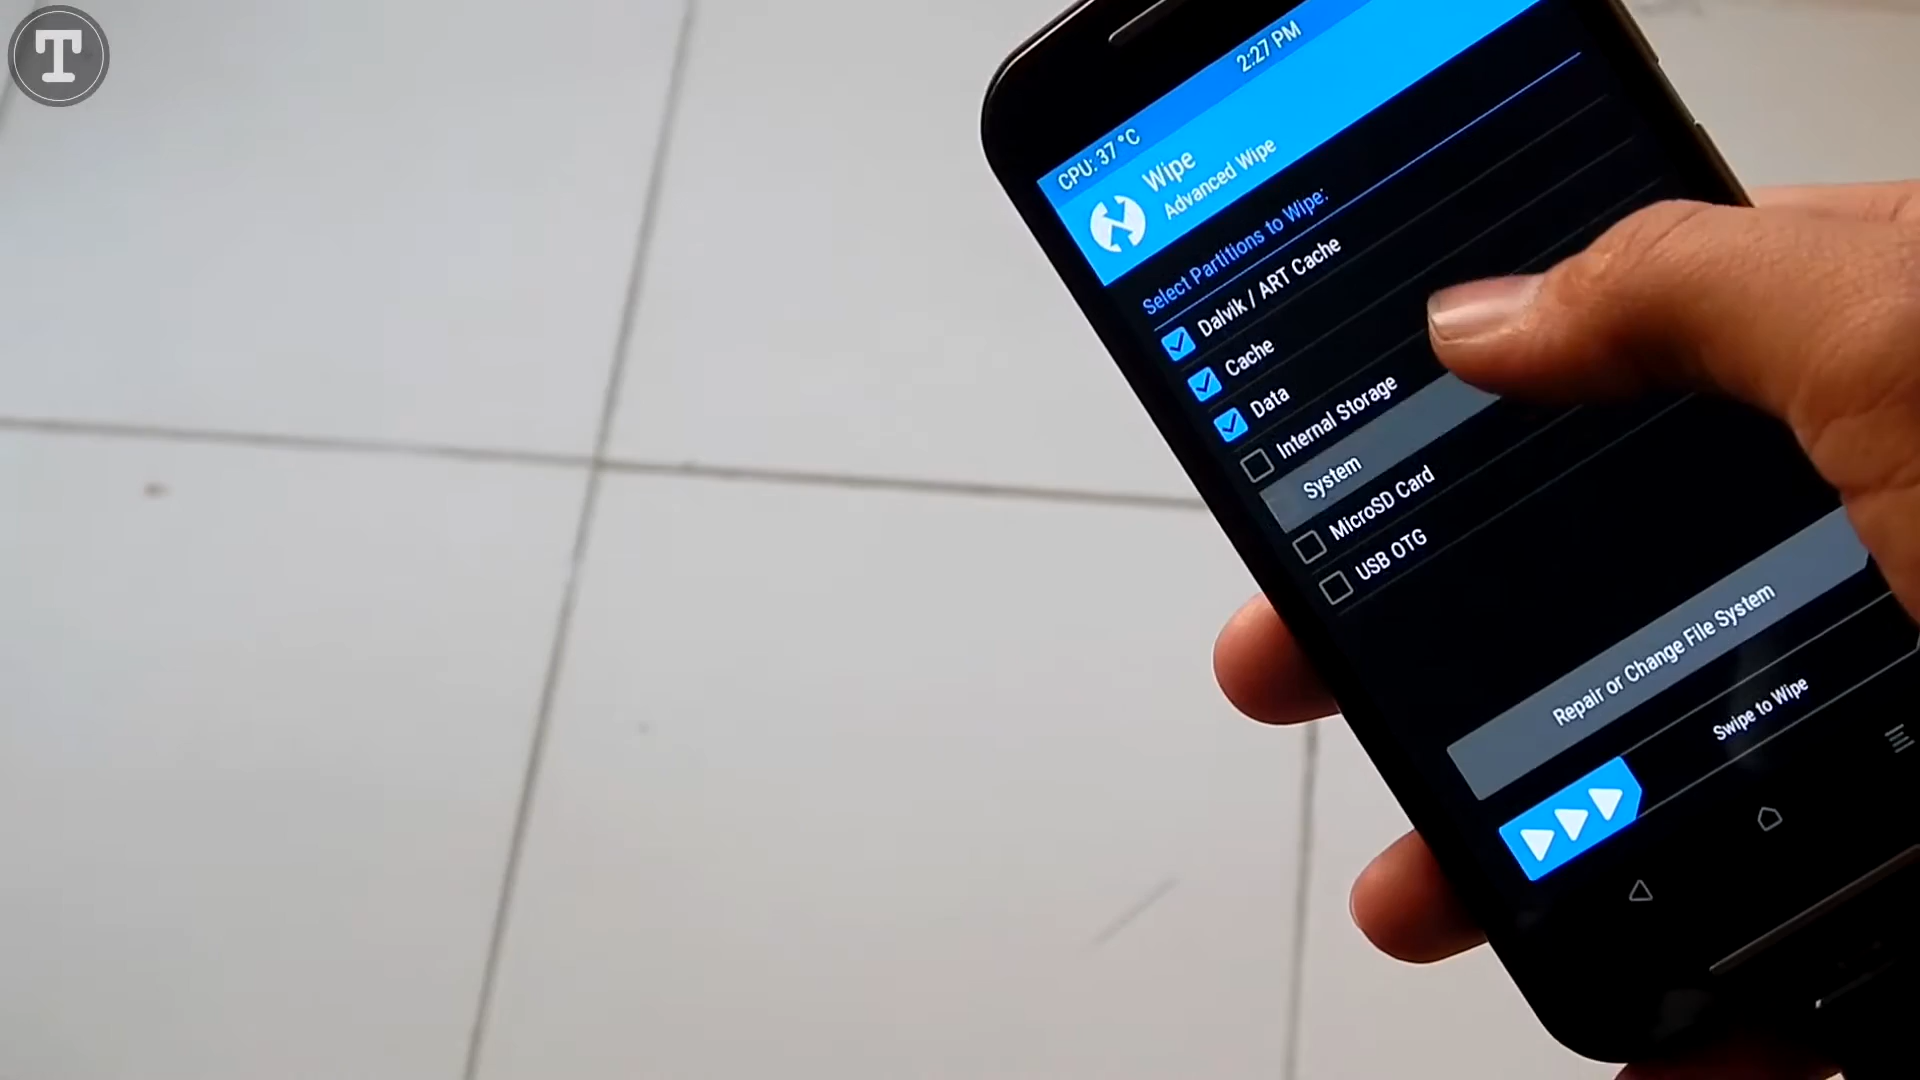 T
2:27 PM
CPU: 37 °C
Wipe
Advanced Wipe
Select Partitions to Wipe:
Dalvik / ART Cache
Cache
Data
Internal Storage
System
MicroSD Card
USB OTG
Repair or Change File System
Swipe to Wipe